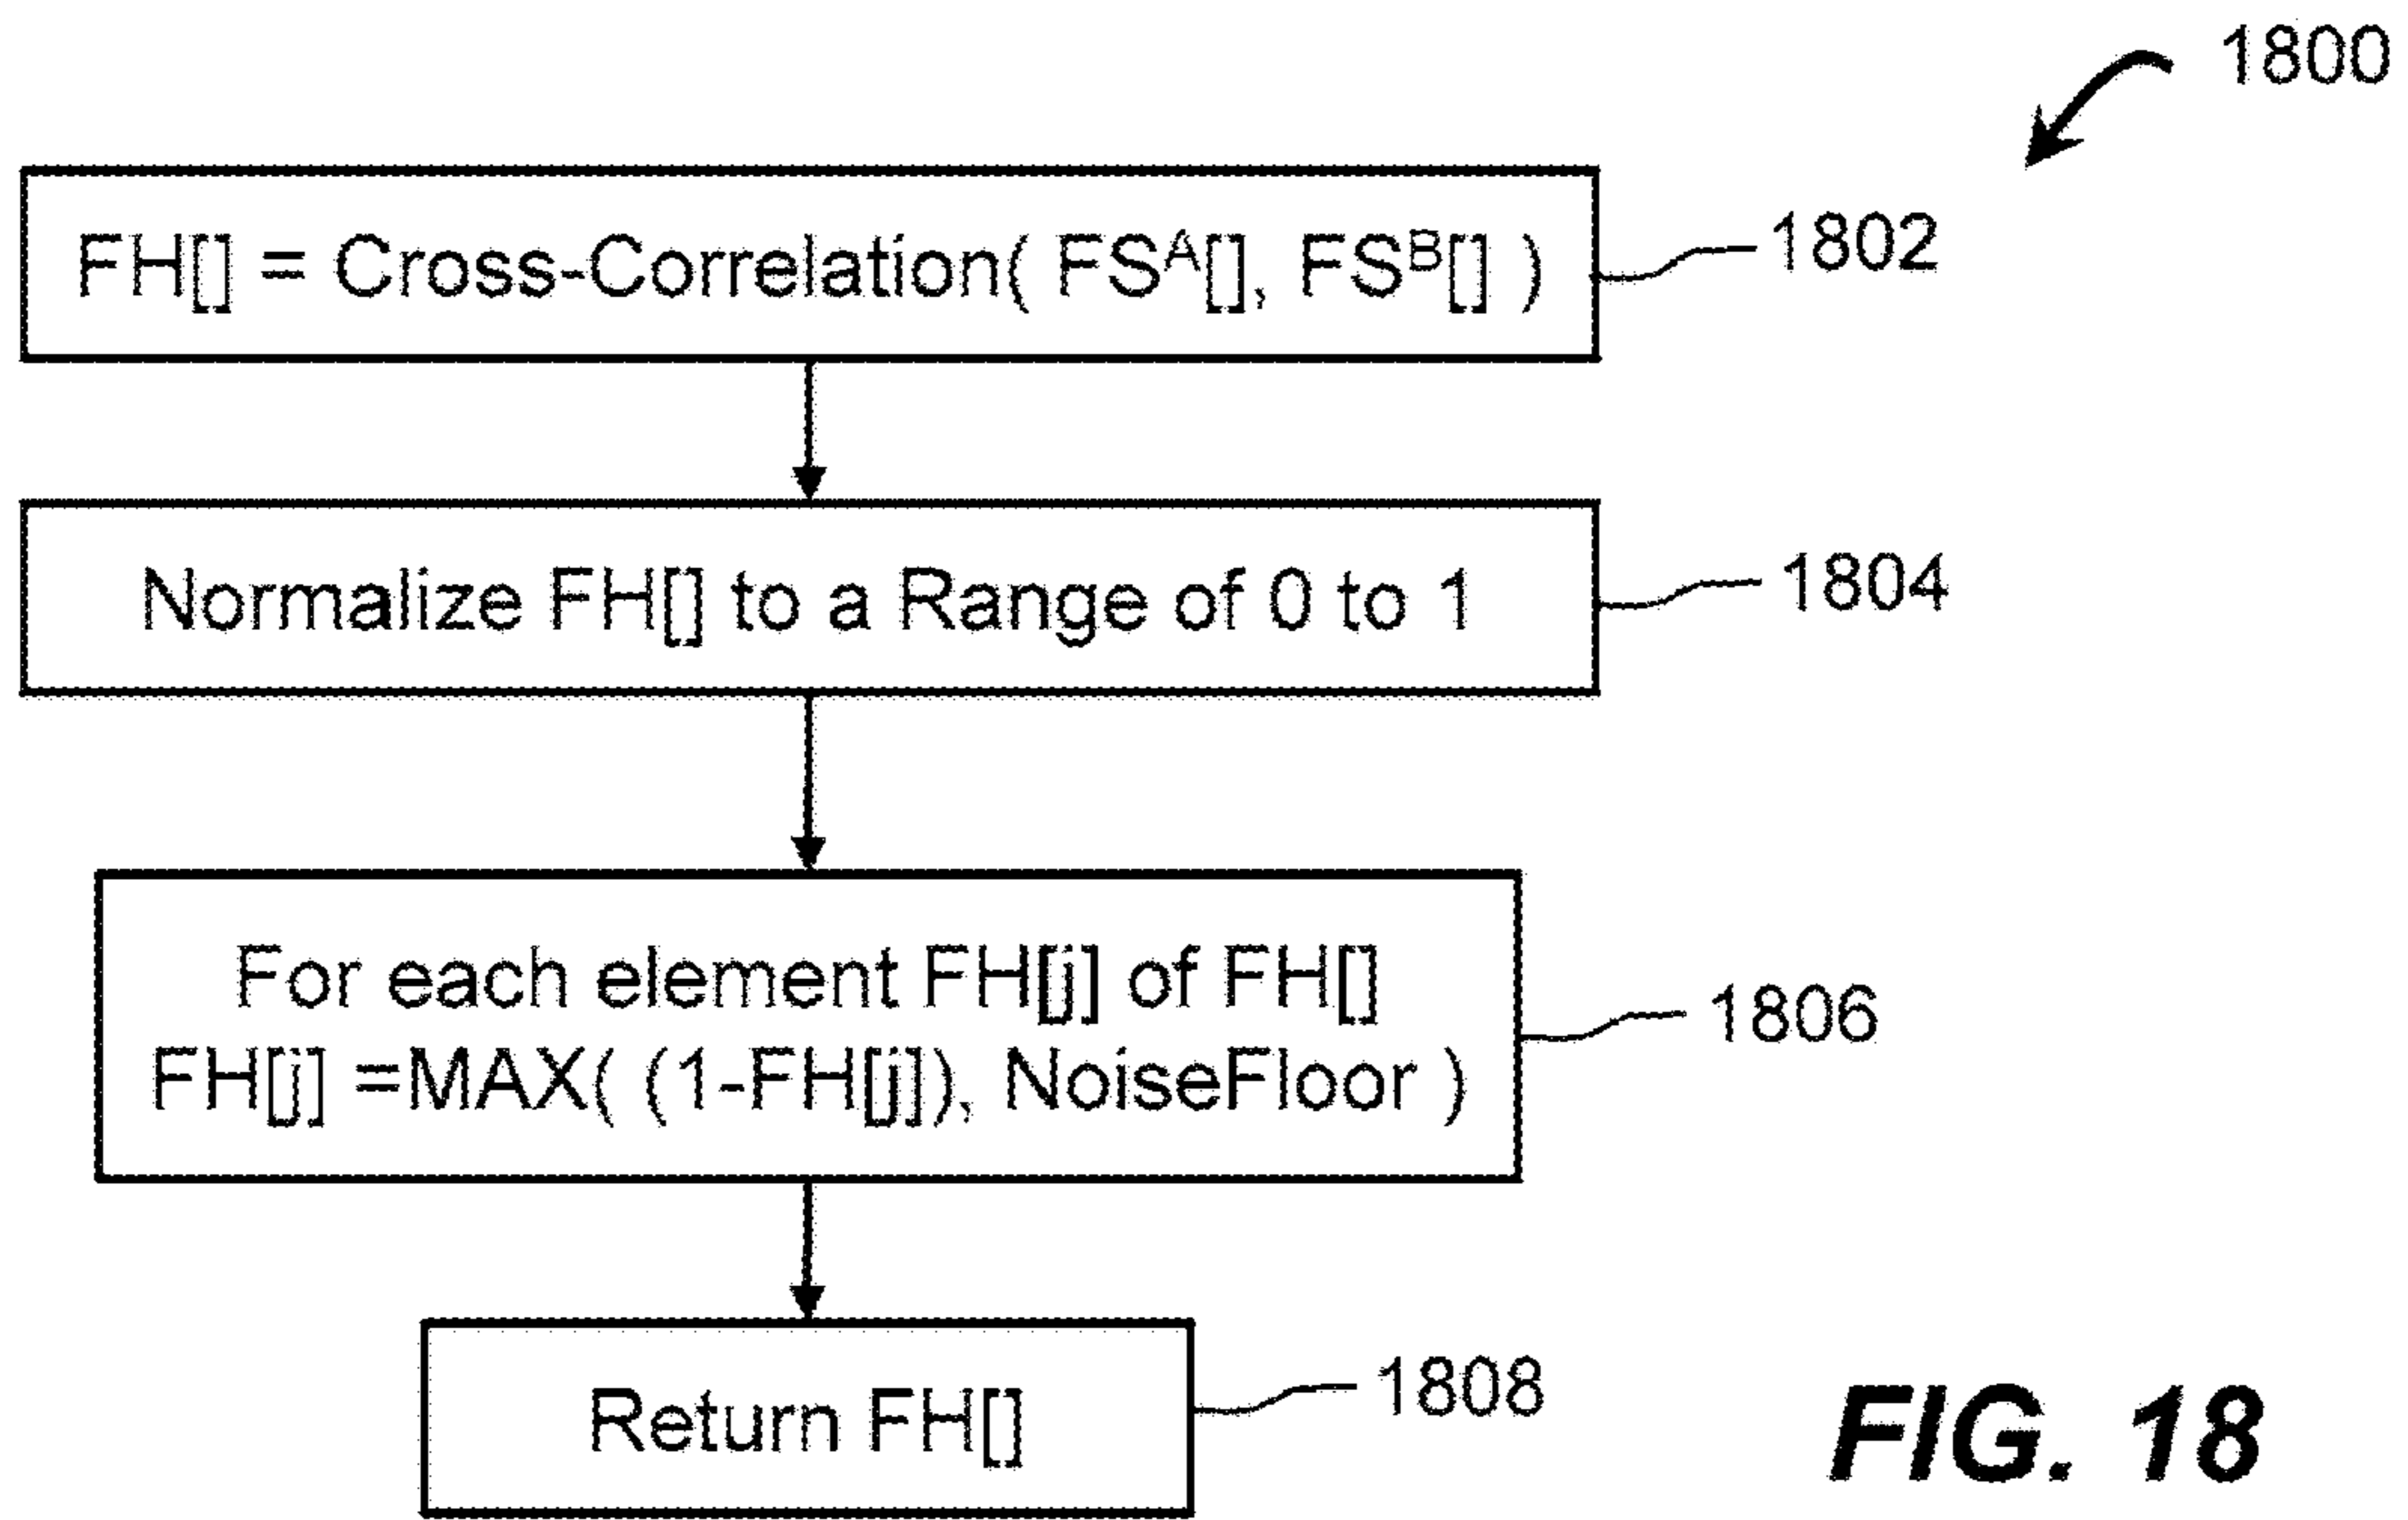 1800
FH[] = Cross-Correlation( FS^A[], FS^B[] )
1802
Normalize FH[] to a Range of 0 to 1
1804
For each element FH[j] of FH[]
FH[j] =MAX( (1-FH[j]), NoiseFloor )
1806
Return FH[]
1808
FIG. 18